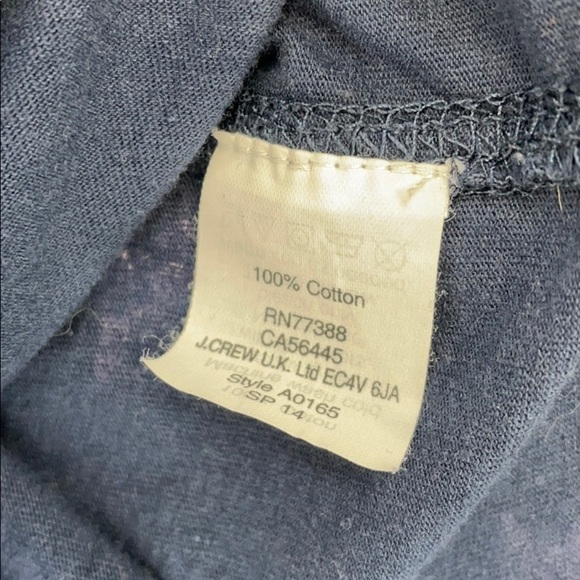 100% Cotton
RN77388
CA56445
J.CREW U.K. Ltd EC4V 6JA
Style A0165
SP 14